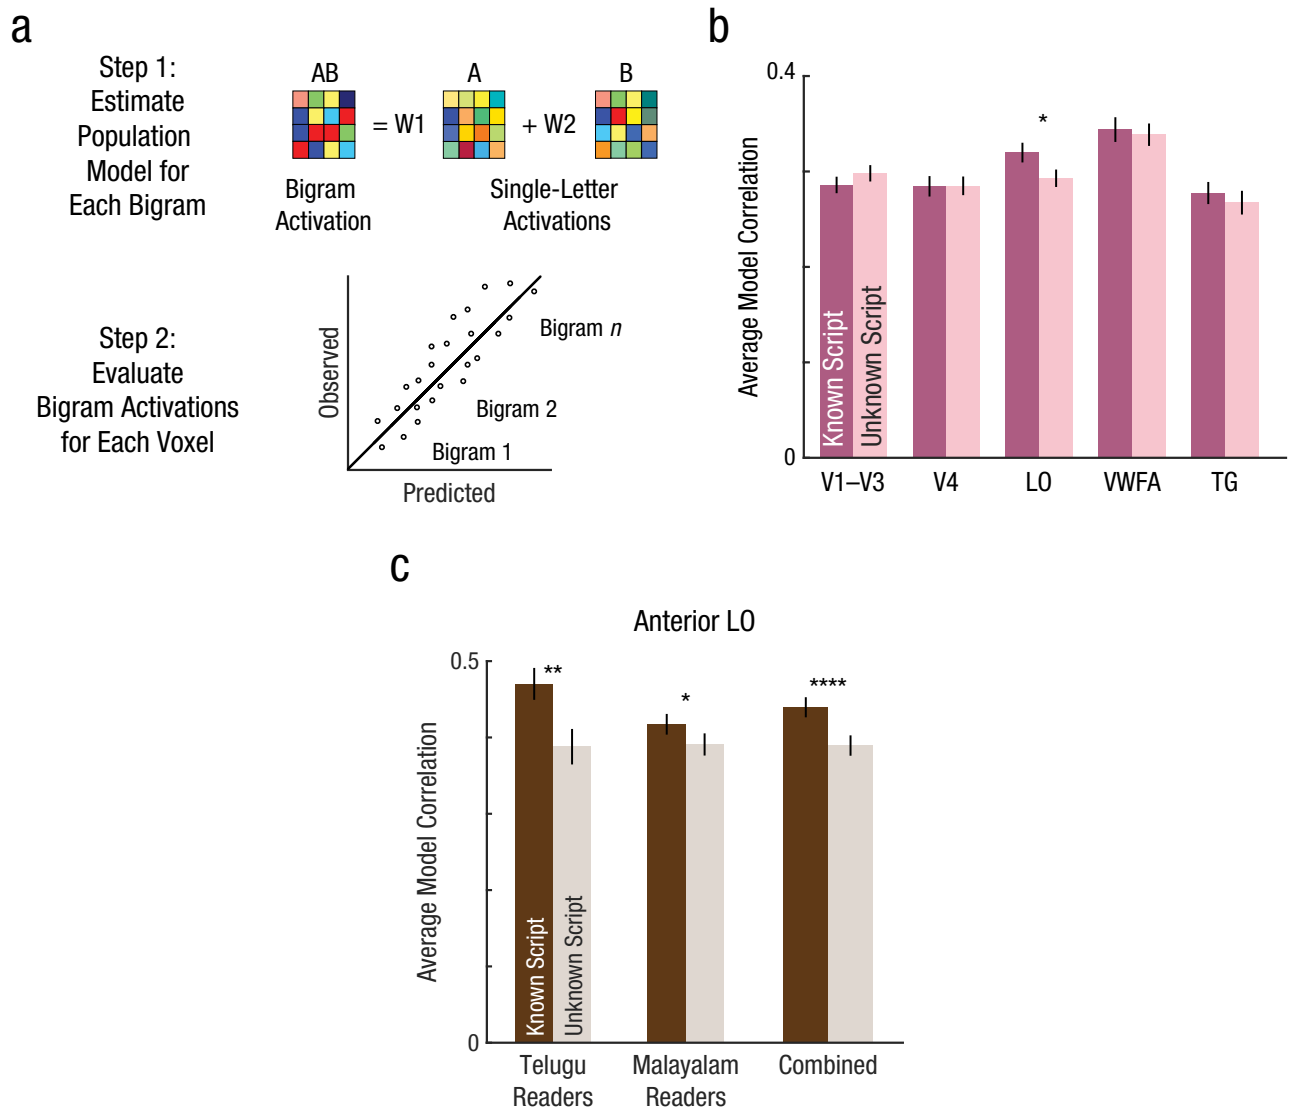 a
Step 1:
Estimate
Population
Model for
Each Bigram
AB
A
B
= W1
+ W2
Bigram
Activation
Single-Letter
Activations
Step 2:
Evaluate
Bigram Activations
for Each Voxel
Observed
Bigram n
Bigram 2
Bigram 1
Predicted
b
Average Model Correlation
0.4
0
*
Known Script
Unknown Script
V1–V3
V4
LO
VWFA
TG
c
Anterior LO
Average Model Correlation
0.5
0
**
*
****
Known Script
Unknown Script
Telugu
Readers
Malayalam
Readers
Combined